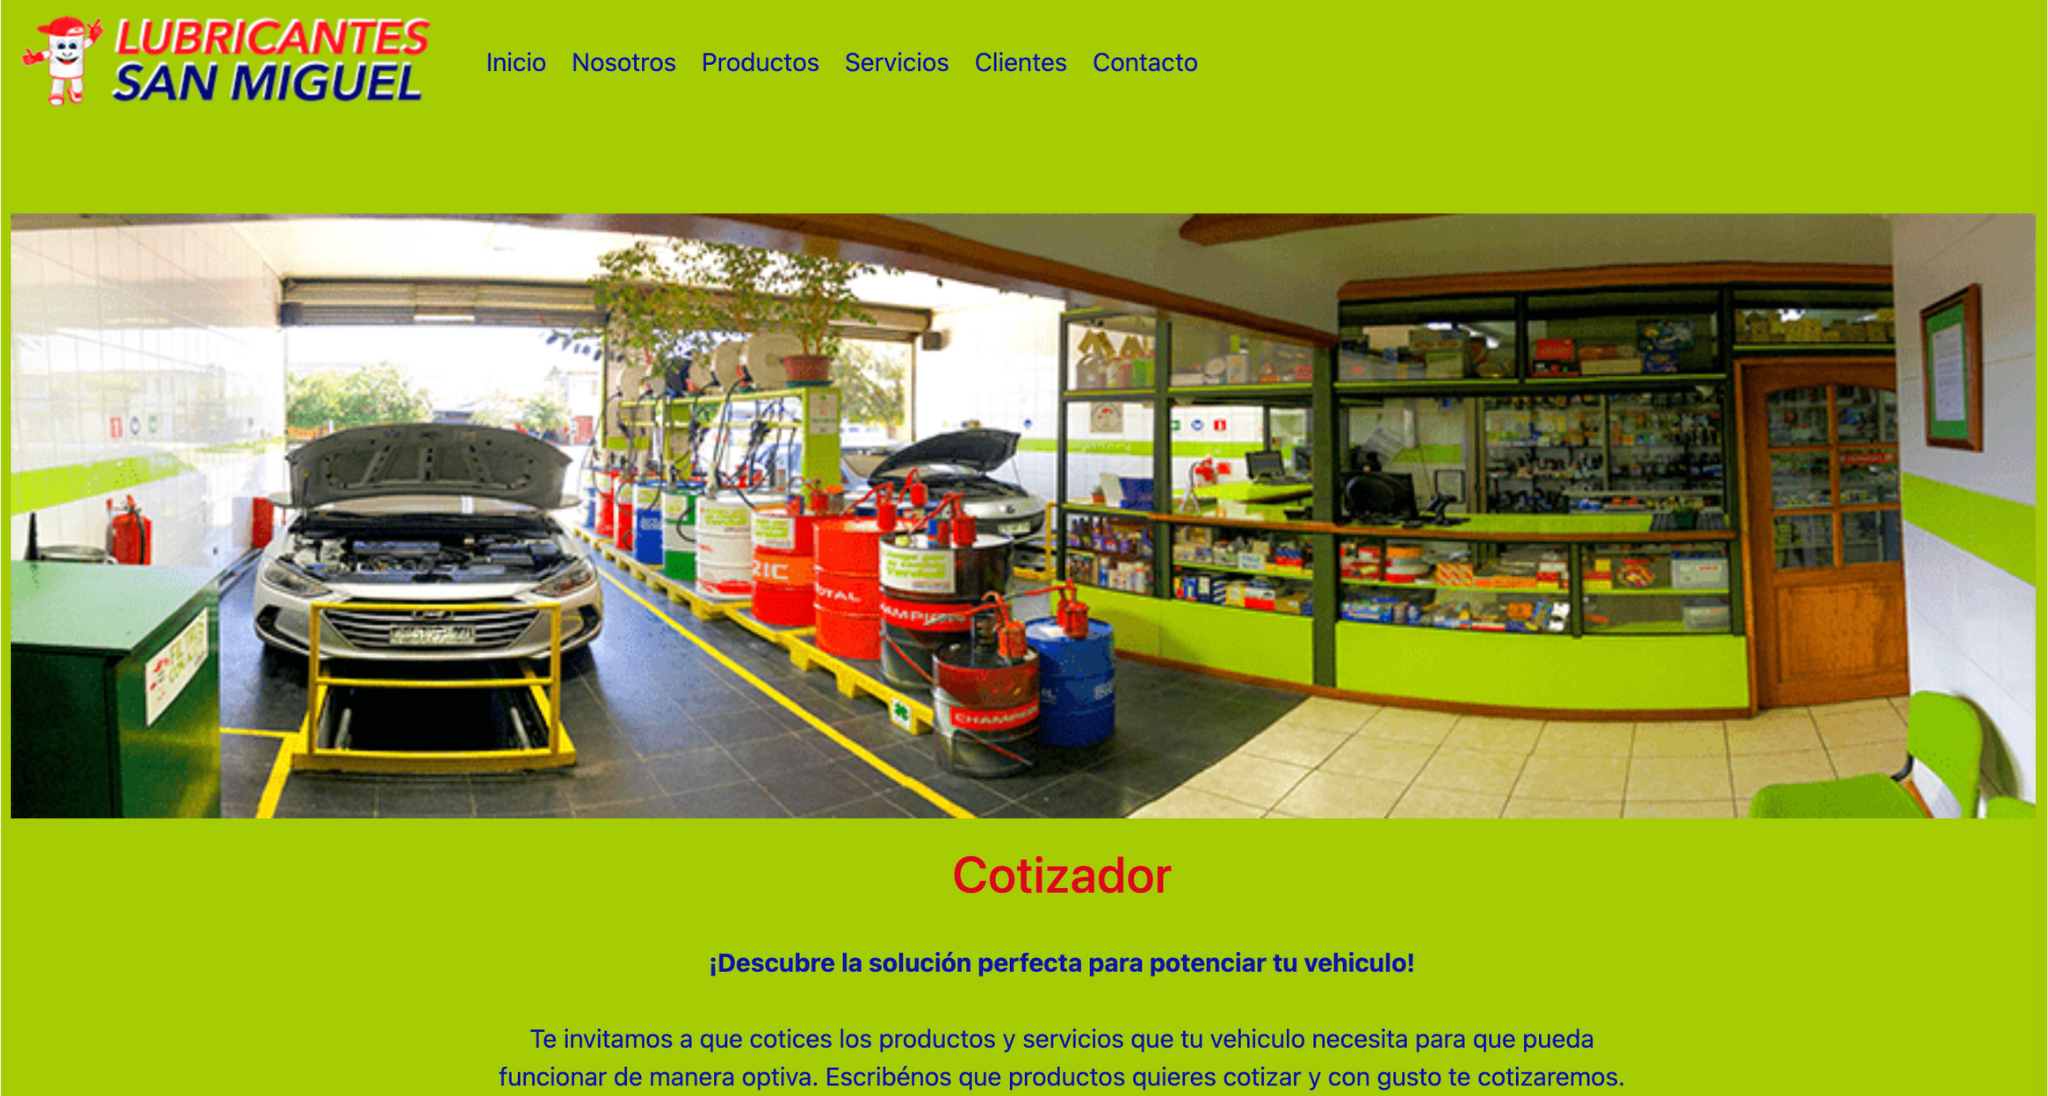 LUBRICANTES
SAN MIGUEL
Inicio Nosotros Productos Servicios Clientes Contacto
CHAMPION
Cotizador
¡Descubre la solución perfecta para potenciar tu vehiculo!
Te invitamos a que cotices los productos y servicios que tu vehiculo necesita para que pueda
funcionar de manera optiva. Escribénos que productos quieres cotizar y con gusto te cotizaremos.